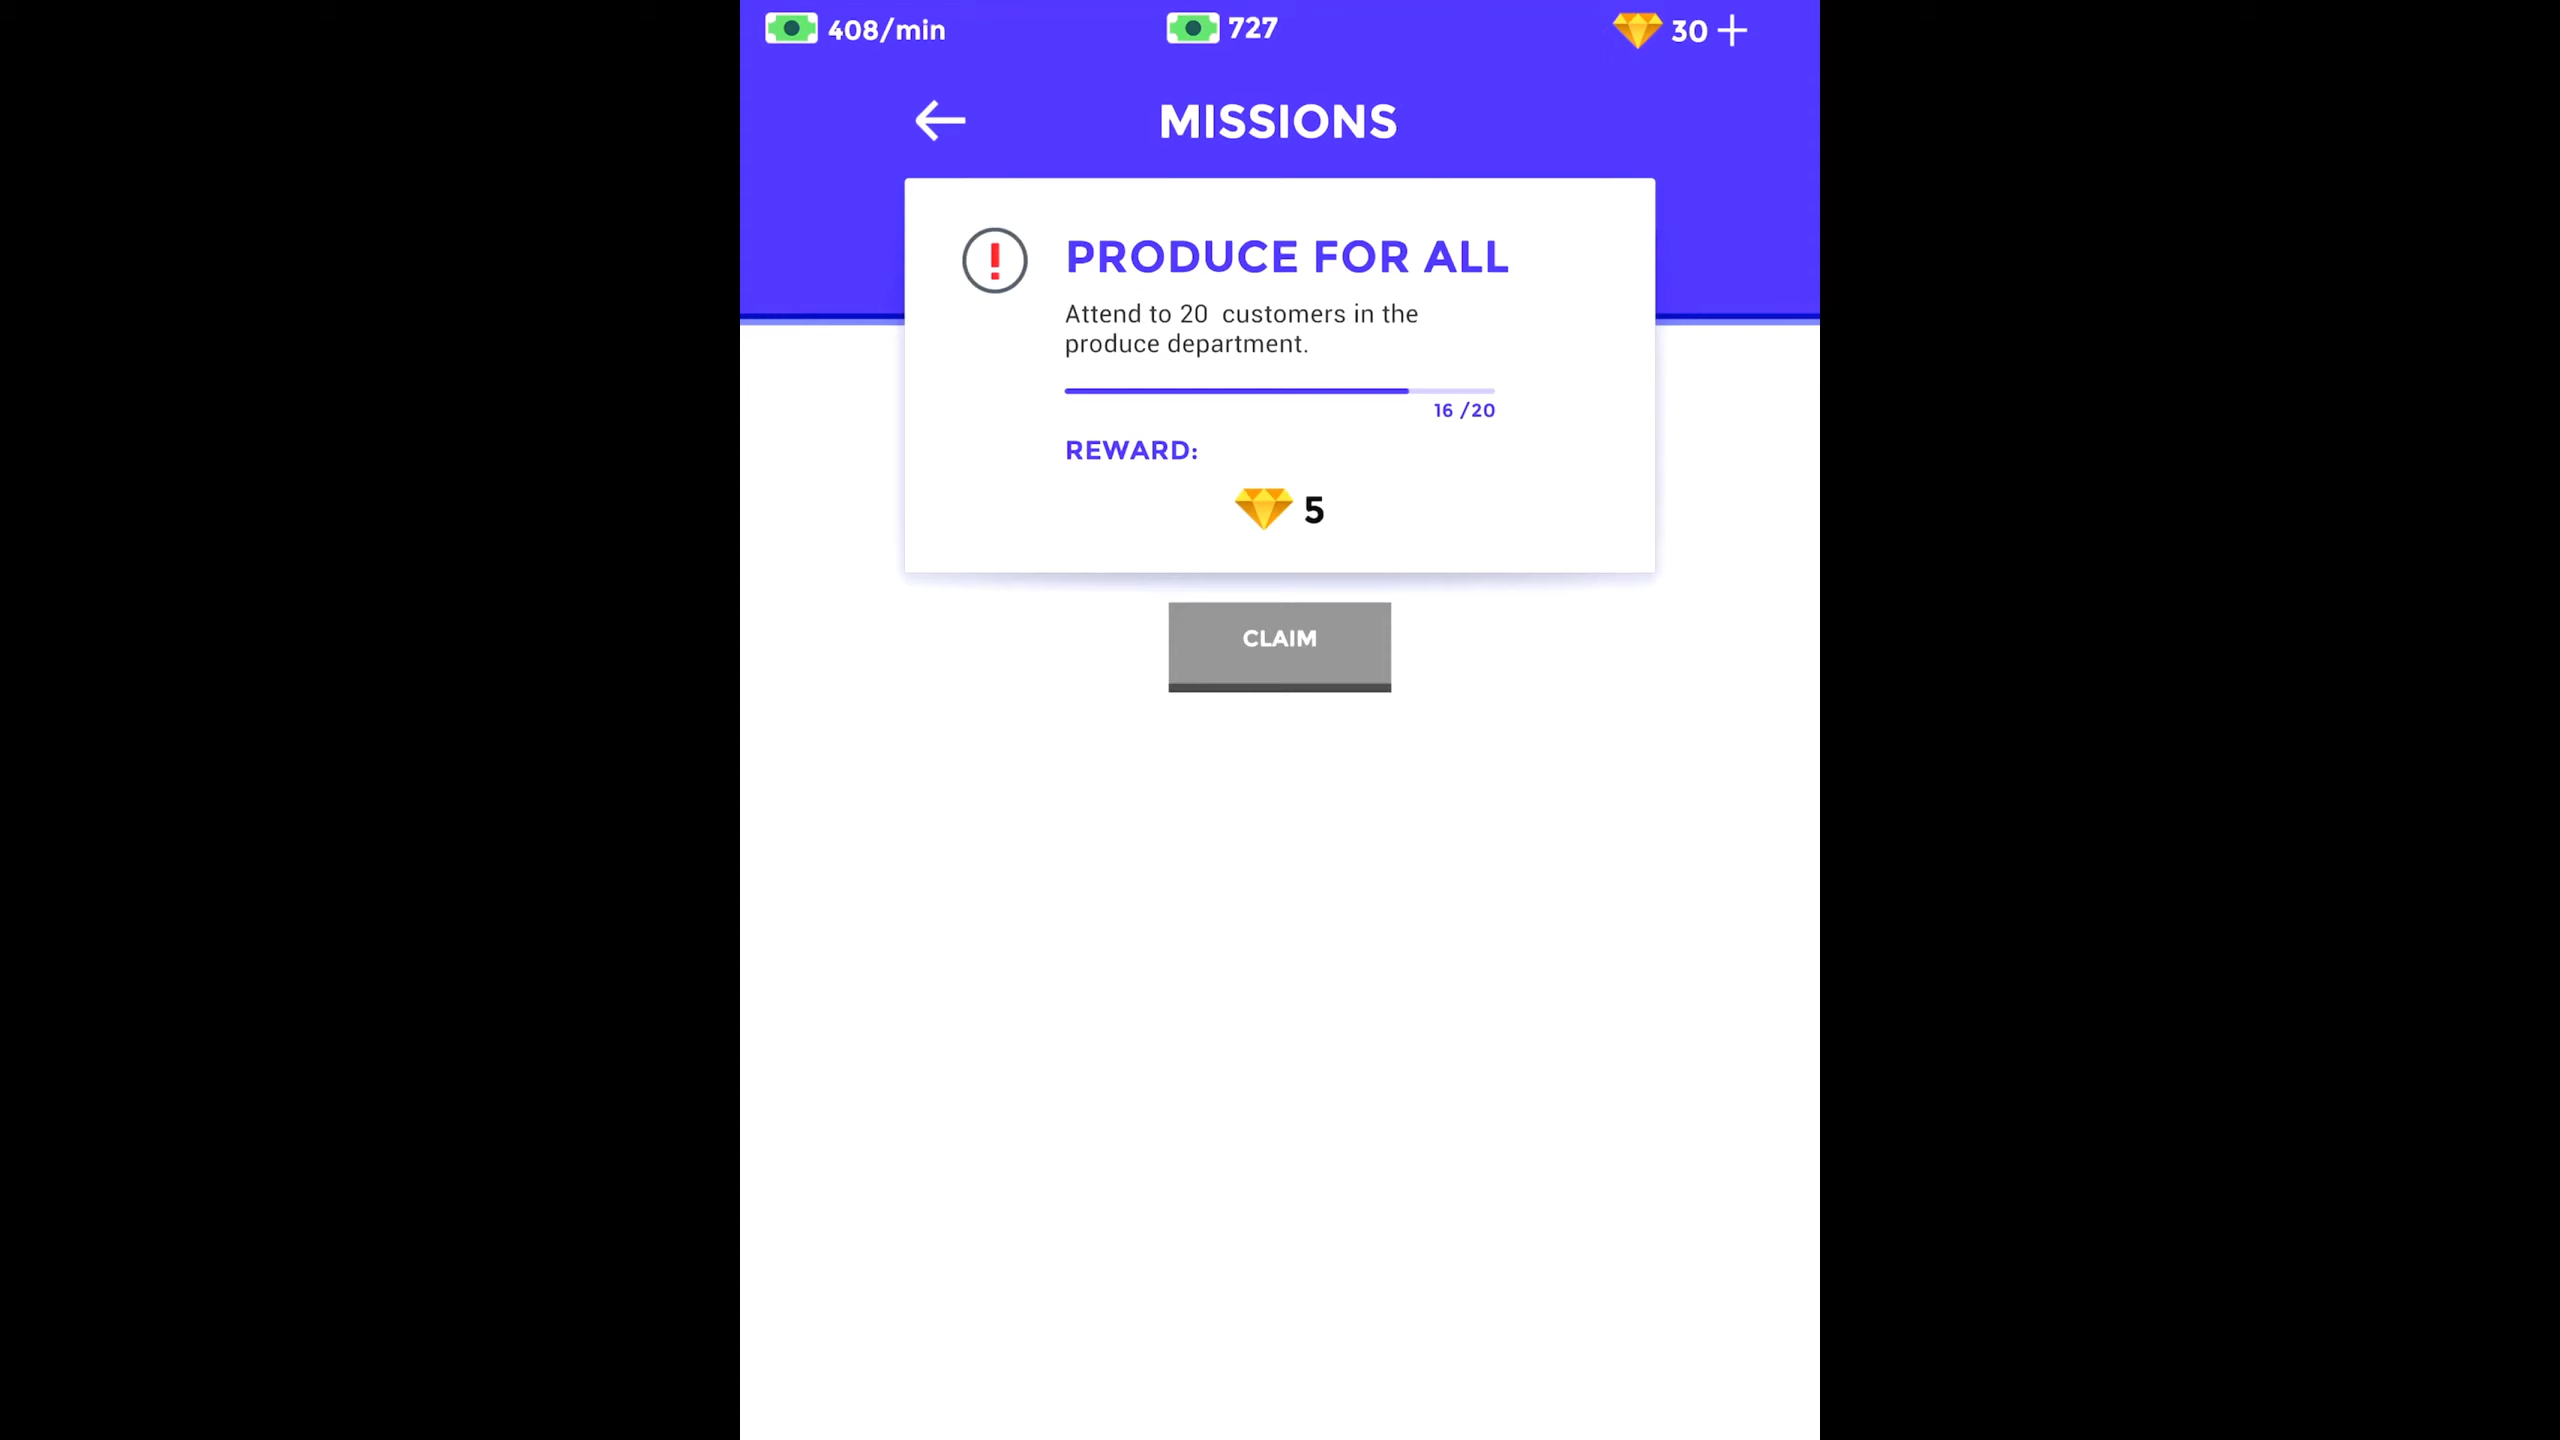 408/min
727
30
MISSIONS
PRODUCE FOR ALL
Attend to 20 customers in the
produce department.
16 /20
REWARD:
5
CLAIM